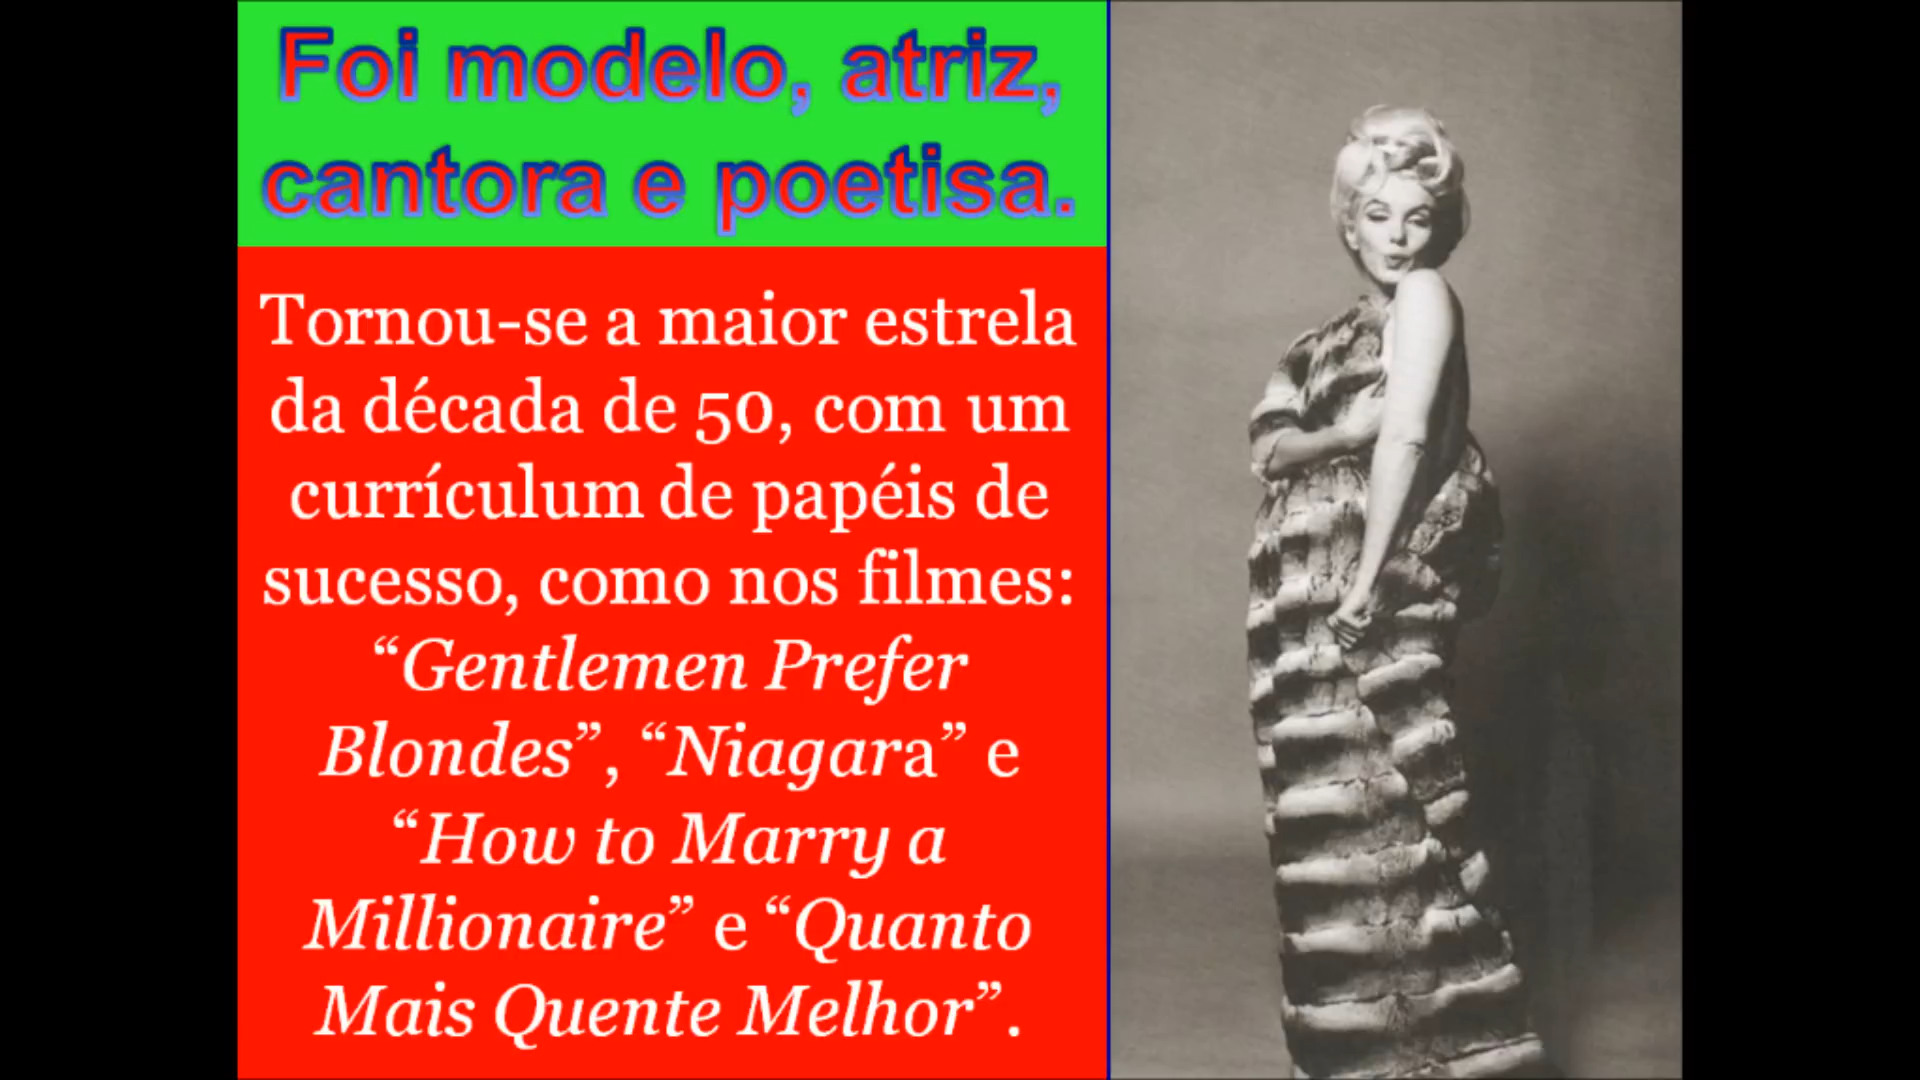 Foi modelo, atriz,
cantora e poetisa.
Tornou-se a maior estrela
da década de 50, com um
currículum de papéis de
sucesso, como nos filmes:
“Gentlemen Prefer
Blondes”, “Niagara” e
“How to Marry a
Millionaire” e “Quanto
Mais Quente Melhor”.